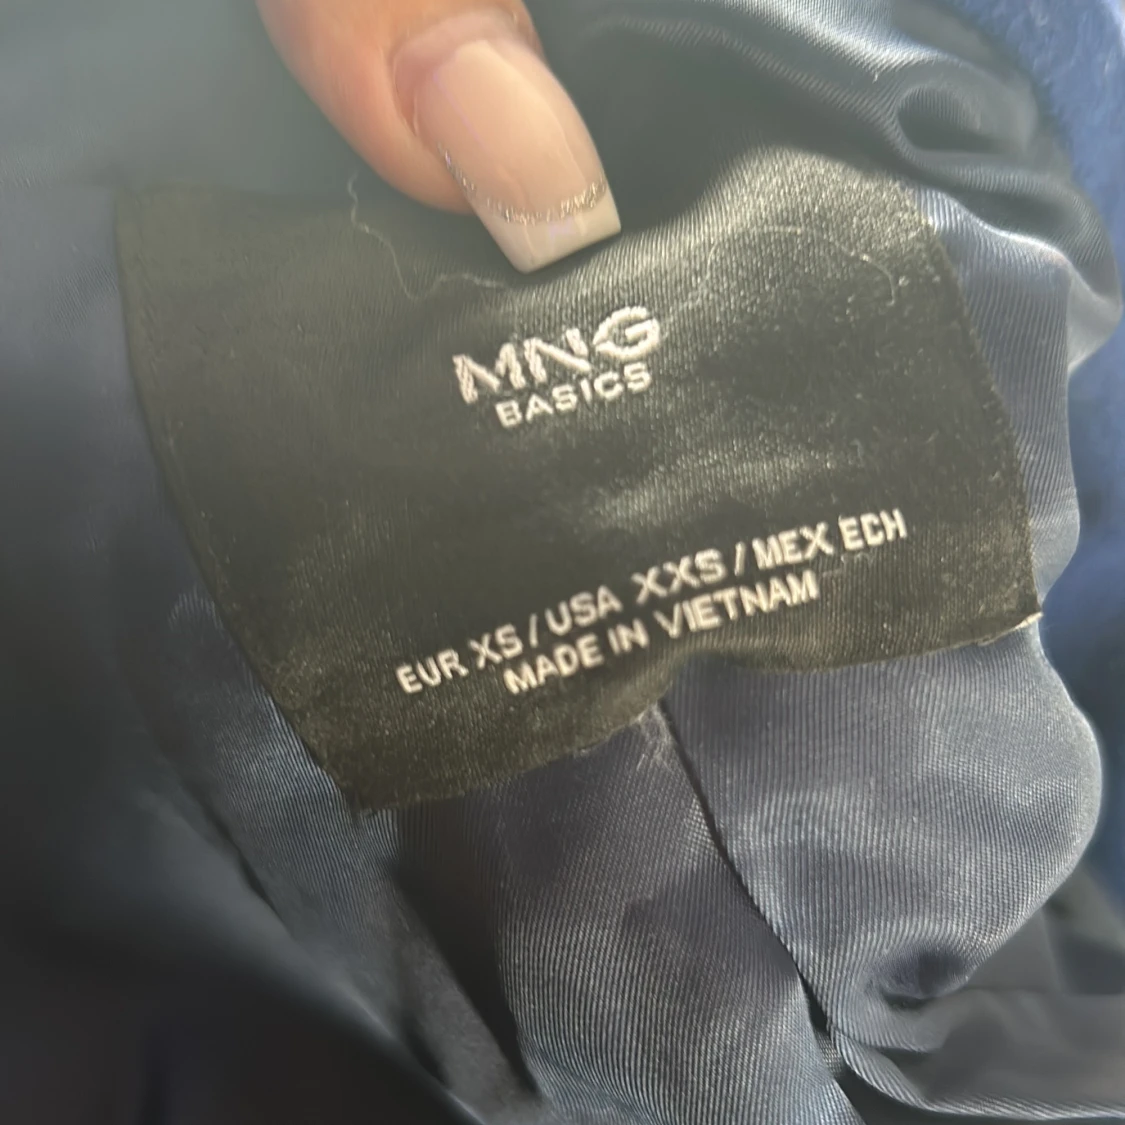 MNG
BASICS
EUR XS / USA XXS / MEX ECH
MADE IN VIETNAM